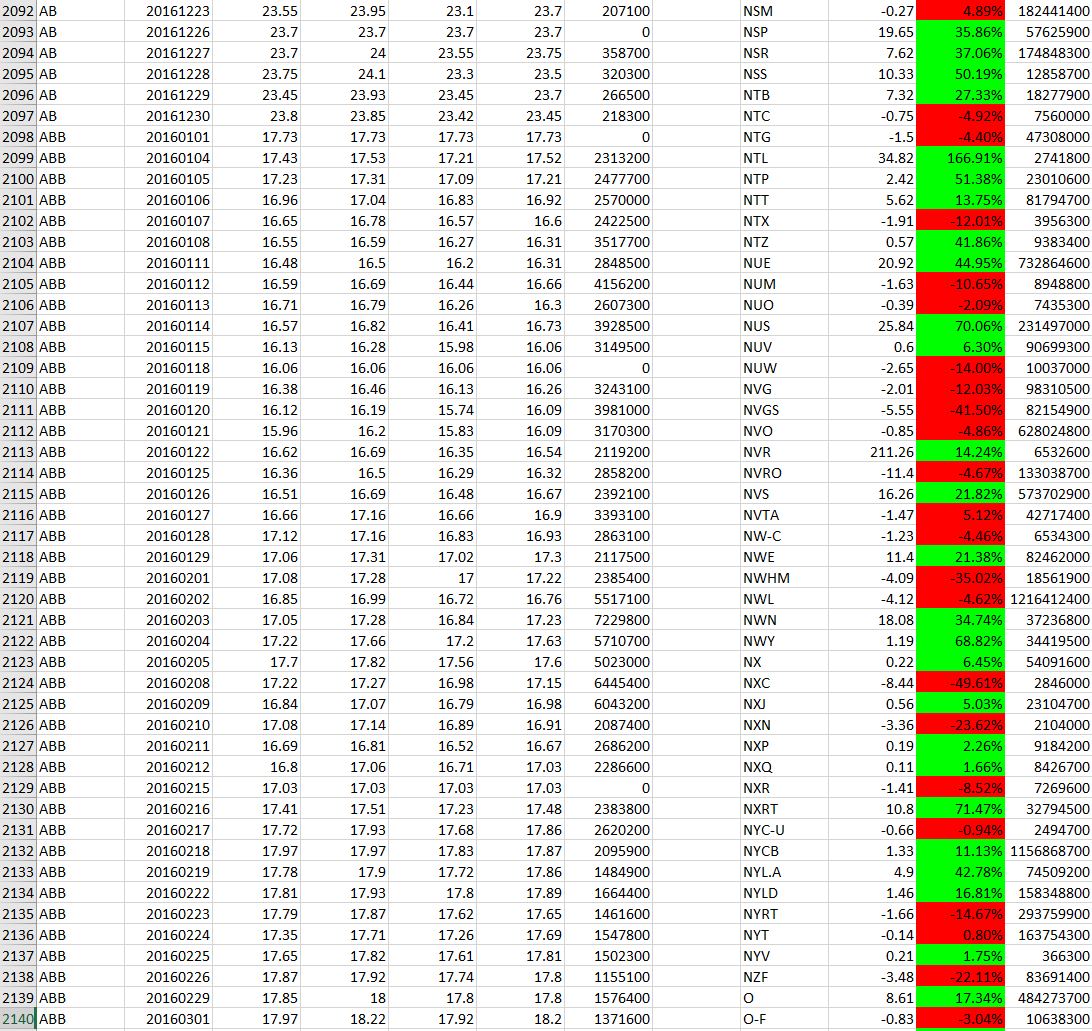 2092 AB 20161223 23.55 23.95 23.1 23.7 207100 NSM -0.27 4.89% 182441400
2093 AB 20161226 23.7 23.7 23.7 23.7 0 NSP 19.65 35.86% 57625900
2094 AB 20161227 23.7 24 23.55 23.75 358700 NSR 7.62 37.06% 174848300
2095 AB 20161228 23.75 24.1 23.3 23.5 320300 NSS 10.33 50.19% 12858700
2096 AB 20161229 23.45 23.93 23.45 23.7 266500 NTB 7.32 27.33% 18277900
2097 AB 20161230 23.8 23.85 23.42 23.45 218300 NTC -0.75 -4.92% 7560000
2098 ABB 20160101 17.73 17.73 17.73 17.73 0 NTG -1.5 -4.40% 47308000
2099 ABB 20160104 17.43 17.53 17.21 17.52 2313200 NTL 34.82 166.91% 2741800
2100 ABB 20160105 17.23 17.31 17.09 17.21 2477700 NTP 2.42 51.38% 23010600
2101 ABB 20160106 16.96 17.04 16.83 16.92 2570000 NTT 5.62 13.75% 81794700
2102 ABB 20160107 16.65 16.78 16.57 16.6 2422500 NTX -1.91 -12.01% 3956300
2103 ABB 20160108 16.55 16.59 16.27 16.31 3517700 NTZ 0.57 41.86% 9383400
2104 ABB 20160111 16.48 16.5 16.2 16.31 2848500 NUE 20.92 44.95% 732864600
2105 ABB 20160112 16.59 16.69 16.44 16.66 4156200 NUM -1.63 -10.65% 8948800
2106 ABB 20160113 16.71 16.79 16.26 16.3 2607300 NUO -0.39 -2.09% 7435300
2107 ABB 20160114 16.57 16.82 16.41 16.73 3928500 NUS 25.84 70.06% 231497000
2108 ABB 20160115 16.13 16.28 15.98 16.06 3149500 NUV 0.6 6.30% 90699300
2109 ABB 20160118 16.06 16.06 16.06 16.06 0 NUW -2.65 -14.00% 10037000
2110 ABB 20160119 16.38 16.46 16.13 16.26 3243100 NVG -2.01 -12.03% 98310500
2111 ABB 20160120 16.12 16.19 15.74 16.09 3981000 NVGS -5.55 -41.50% 82154900
2112 ABB 20160121 15.96 16.2 15.83 16.09 3170300 NVO -0.85 -4.86% 628024800
2113 ABB 20160122 16.62 16.69 16.35 16.54 2119200 NVR 211.26 14.24% 6532600
2114 ABB 20160125 16.36 16.5 16.29 16.32 2858200 NVRO -11.4 -4.67% 133038700
2115 ABB 20160126 16.51 16.69 16.48 16.67 2392100 NVS 16.26 21.82% 573702900
2116 ABB 20160127 16.66 17.16 16.66 16.9 3393100 NVTA -1.47 5.12% 42717400
2117 ABB 20160128 17.12 17.16 16.83 16.93 2863100 NW-C -1.23 -4.46% 6534300
2118 ABB 20160129 17.06 17.31 17.02 17.3 2117500 NWE 11.4 21.38% 82462000
2119 ABB 20160201 17.08 17.28 17 17.22 2385400 NWHM -4.09 -35.02% 18561900
2120 ABB 20160202 16.85 16.99 16.72 16.76 5517100 NWL -4.12 -4.62% 1216412400
2121 ABB 20160203 17.05 17.28 16.84 17.23 7229800 NWN 18.08 34.74% 37236800
2122 ABB 20160204 17.22 17.66 17.2 17.63 5710700 NWY 1.19 68.82% 34419500
2123 ABB 20160205 17.7 17.82 17.56 17.6 5023000 NX 0.22 6.45% 54091600
2124 ABB 20160208 17.22 17.27 16.98 17.15 6445400 NXC -8.44 -49.61% 2846000
2125 ABB 20160209 16.84 17.07 16.79 16.98 6043200 NXJ 0.56 5.03% 23104700
2126 ABB 20160210 17.08 17.14 16.89 16.91 2087400 NXN -3.36 -23.62% 2104000
2127 ABB 20160211 16.69 16.81 16.52 16.67 2686200 NXP 0.19 2.26% 9184200
2128 ABB 20160212 16.8 17.06 16.71 17.03 2286600 NXQ 0.11 1.66% 8426700
2129 ABB 20160215 17.03 17.03 17.03 17.03 0 NXR -1.41 -8.52% 7269600
2130 ABB 20160216 17.41 17.51 17.23 17.48 2383800 NXRT 10.8 71.47% 32794500
2131 ABB 20160217 17.72 17.93 17.68 17.86 2620200 NYC-U -0.66 -0.94% 2494700
2132 ABB 20160218 17.97 17.97 17.83 17.87 2095900 NYCB 1.33 11.13% 1156868700
2133 ABB 20160219 17.78 17.9 17.72 17.86 1484900 NYL.A 4.9 42.78% 74509200
2134 ABB 20160222 17.81 17.93 17.8 17.89 1664400 NYLD 1.46 16.81% 158348800
2135 ABB 20160223 17.79 17.87 17.62 17.65 1461600 NYRT -1.66 -14.67% 293759900
2136 ABB 20160224 17.35 17.71 17.26 17.69 1547800 NYT -0.14 0.80% 163754300
2137 ABB 20160225 17.65 17.82 17.61 17.81 1502300 NYV 0.21 1.75% 366300
2138 ABB 20160226 17.87 17.92 17.74 17.8 1155100 NZF -3.48 -22.11% 83691400
2139 ABB 20160229 17.85 18 17.8 17.8 1576400 O 8.61 17.34% 484273700
2140 ABB 20160301 17.97 18.22 17.92 18.2 1371600 O-F -0.83 -3.04% 10638300